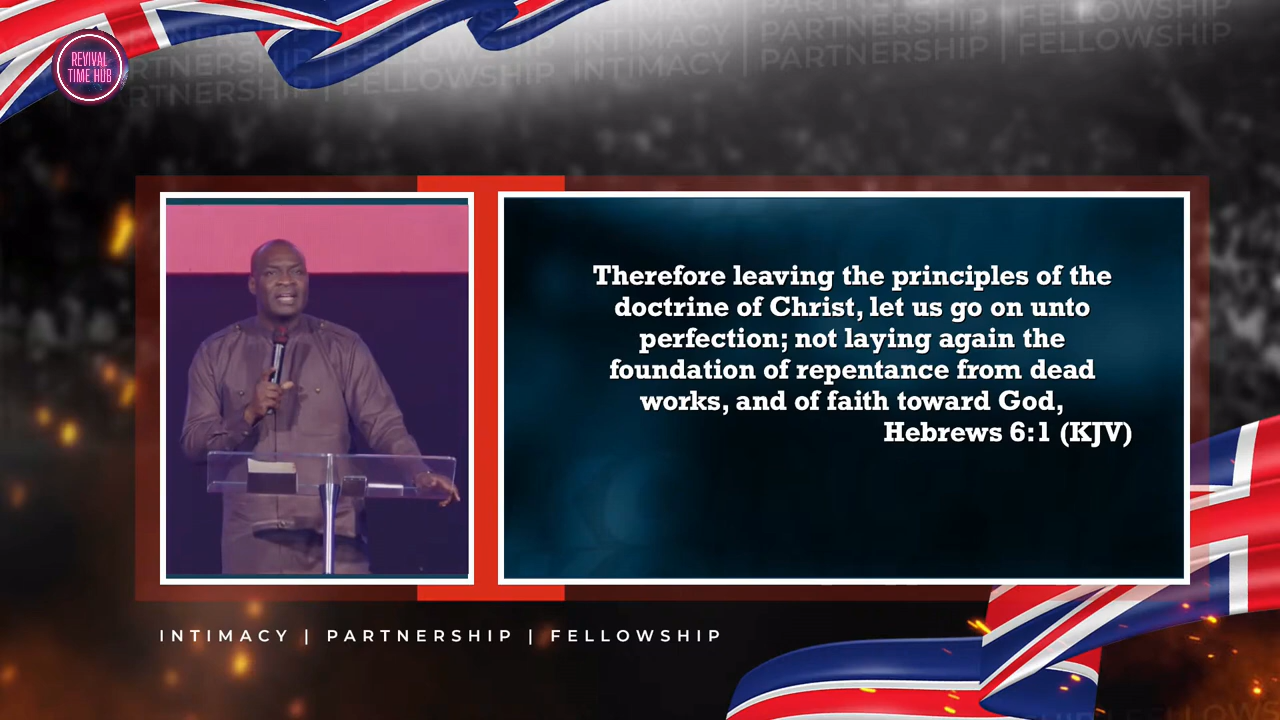 INTIMACY
FELLOWSHIP
PARTNERSHIP |
INTIMACY |
PARTNERSHIP |
FELLOWSHIP
REVIVAL
TIME HUB
FELLOWSHIP
Therefore leaving the principles of the
doctrine of Christ, let us go on unto
perfection; not laying again the
foundation of repentance from dead
works, and of faith toward God,
Hebrews 6:1 (KJV)
INTIMACY | PARTNERSHIP | FELLOWSHIP